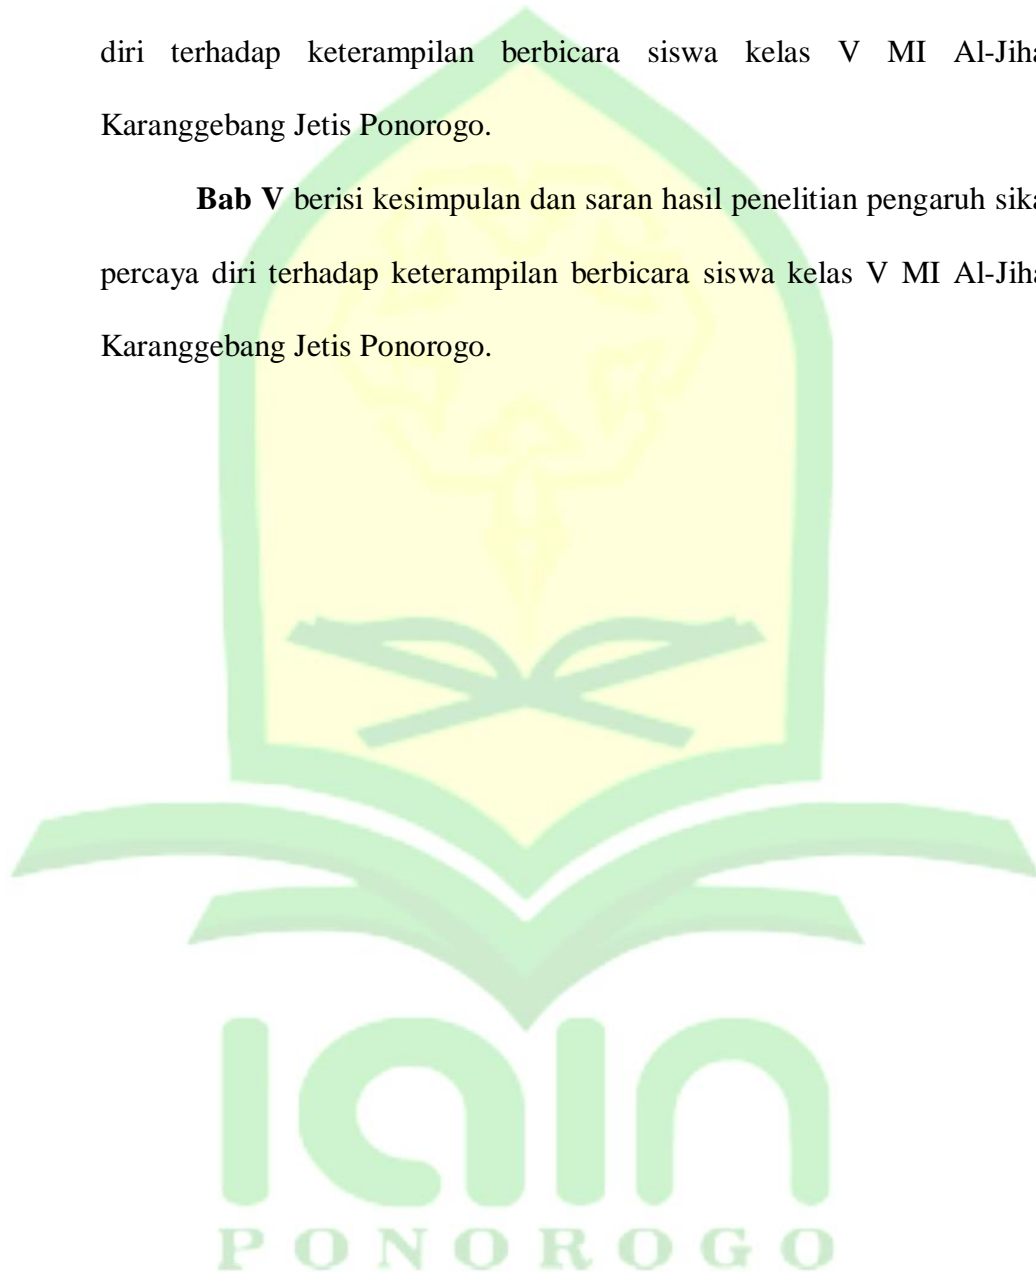 diri terhadap keterampilan berbicara siswa kelas V MI Al-Jiha
Karanggebang Jetis Ponorogo.
Bab V berisi kesimpulan dan saran hasil penelitian pengaruh sika
percaya diri terhadap keterampilan berbicara siswa kelas V MI Al-Jiha
Karanggebang Jetis Ponorogo.
iain
PONOROGO